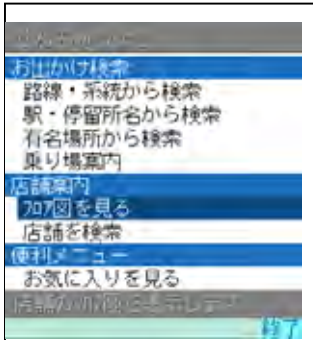 お出かけ検索
路線・系統から検索
駅・停留所名から検索
有名場所から検索
乗り場案内
店舗案内
フロア図を見る
店舗を検索
便利メニュー
お気に入りを見る
終了